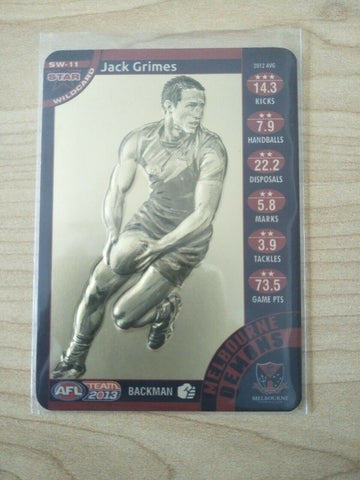 SW-11
STAR
WILDCARD
Jack Grimes
2012 AVG
14.3
KICKS
7.9
HANDBALLS
22.2
DISPOSALS
5.8
MARKS
3.9
TACKLES
73.5
GAME PTS
MELBOURNE
DEMONS
AFL
TEAM
2013
BACKMAN
MELBOURNE